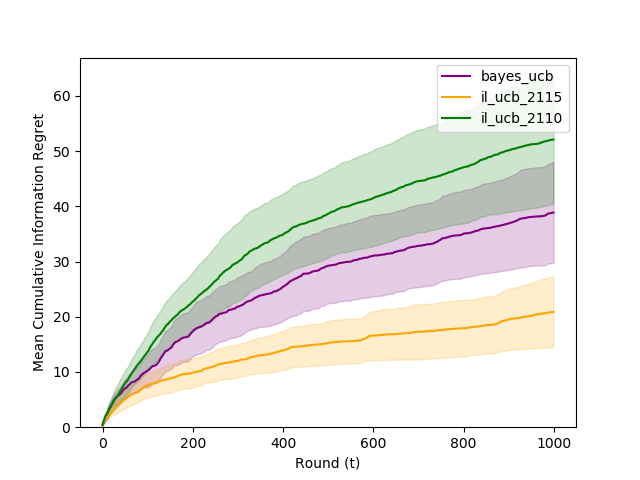 bayes_ucb
il_ucb_2115
il_ucb_2110
Mean Cumulative Information Regret
60
50
40
30
20
10
0
0 200 400 600 800 1000
Round (t)